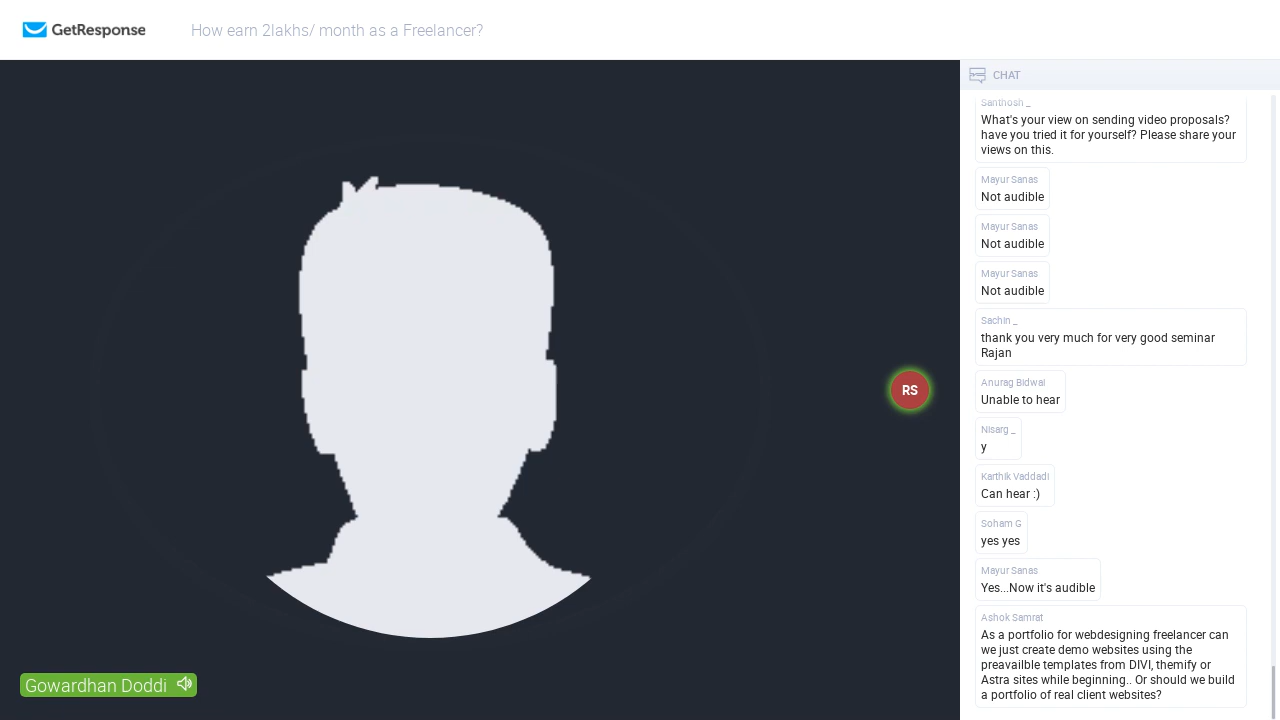 GetResponse
How earn 2lakhs/ month as a Freelancer?
CHAT
Santhosh _
What's your view on sending video proposals?
have you tried it for yourself? Please share your
views on this.
Mayur Sanas
Not audible
Mayur Sanas
Not audible
Mayur Sanas
Not audible
Sachin _
thank you very much for very good seminar
Rajan
Anurag Bidwai
Unable to hear
Nisarg _
y
Karthik Vaddadi
Can hear :)
Soham G
yes yes
Mayur Sanas
Yes...Now it's audible
Ashok Samrat
As a portfolio for webdesigning freelancer can
we just create demo websites using the
preavailble templates from DIVI, themify or
Astra sites while beginning.. Or should we build
a portfolio of real client websites?
RS
Gowardhan Doddi